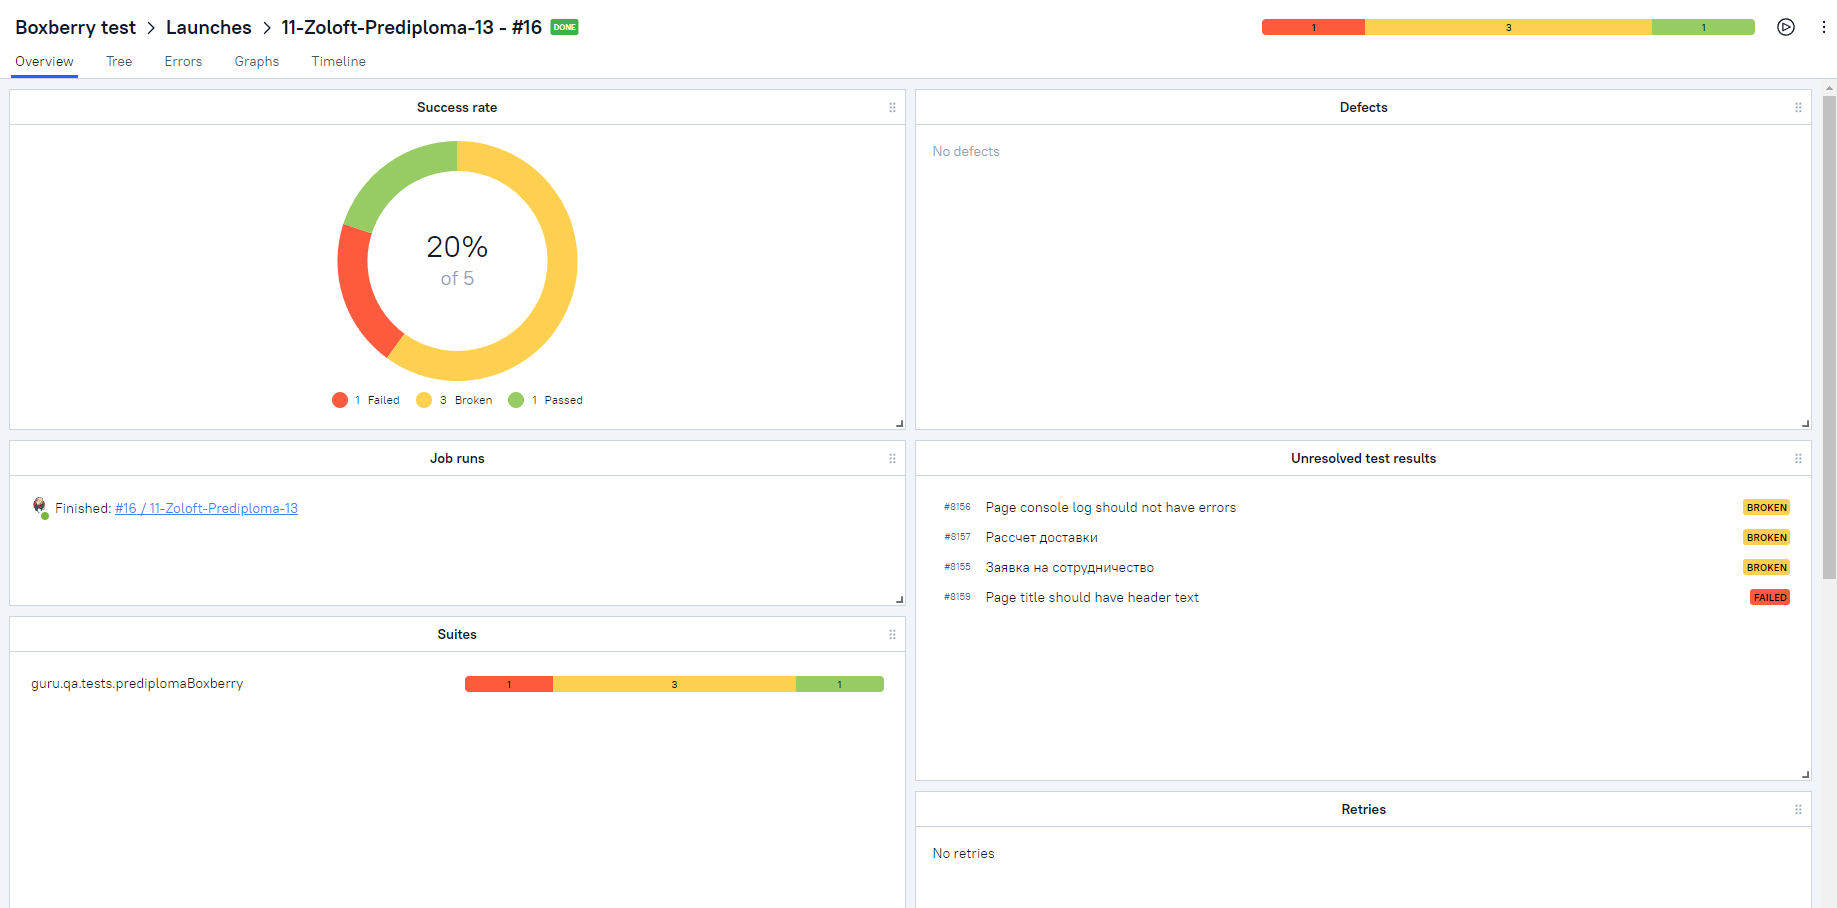 Boxberry test > Launches > 11-Zoloft-Prediploma-13 - #16 DONE
1 3 1
Overview Tree Errors Graphs Timeline
Success rate
20%
of 5
1 Failed 3 Broken 1 Passed
Defects
No defects
Job runs
Finished: #16 / 11-Zoloft-Prediploma-13
Unresolved test results
#8156 Page console log should not have errors BROKEN
#8157 Рассчет доставки BROKEN
#8155 Заявка на сотрудничество BROKEN
#8159 Page title should have header text FAILED
Suites
guru.qa.tests.prediplomaBoxberry 1 3 1
Retries
No retries